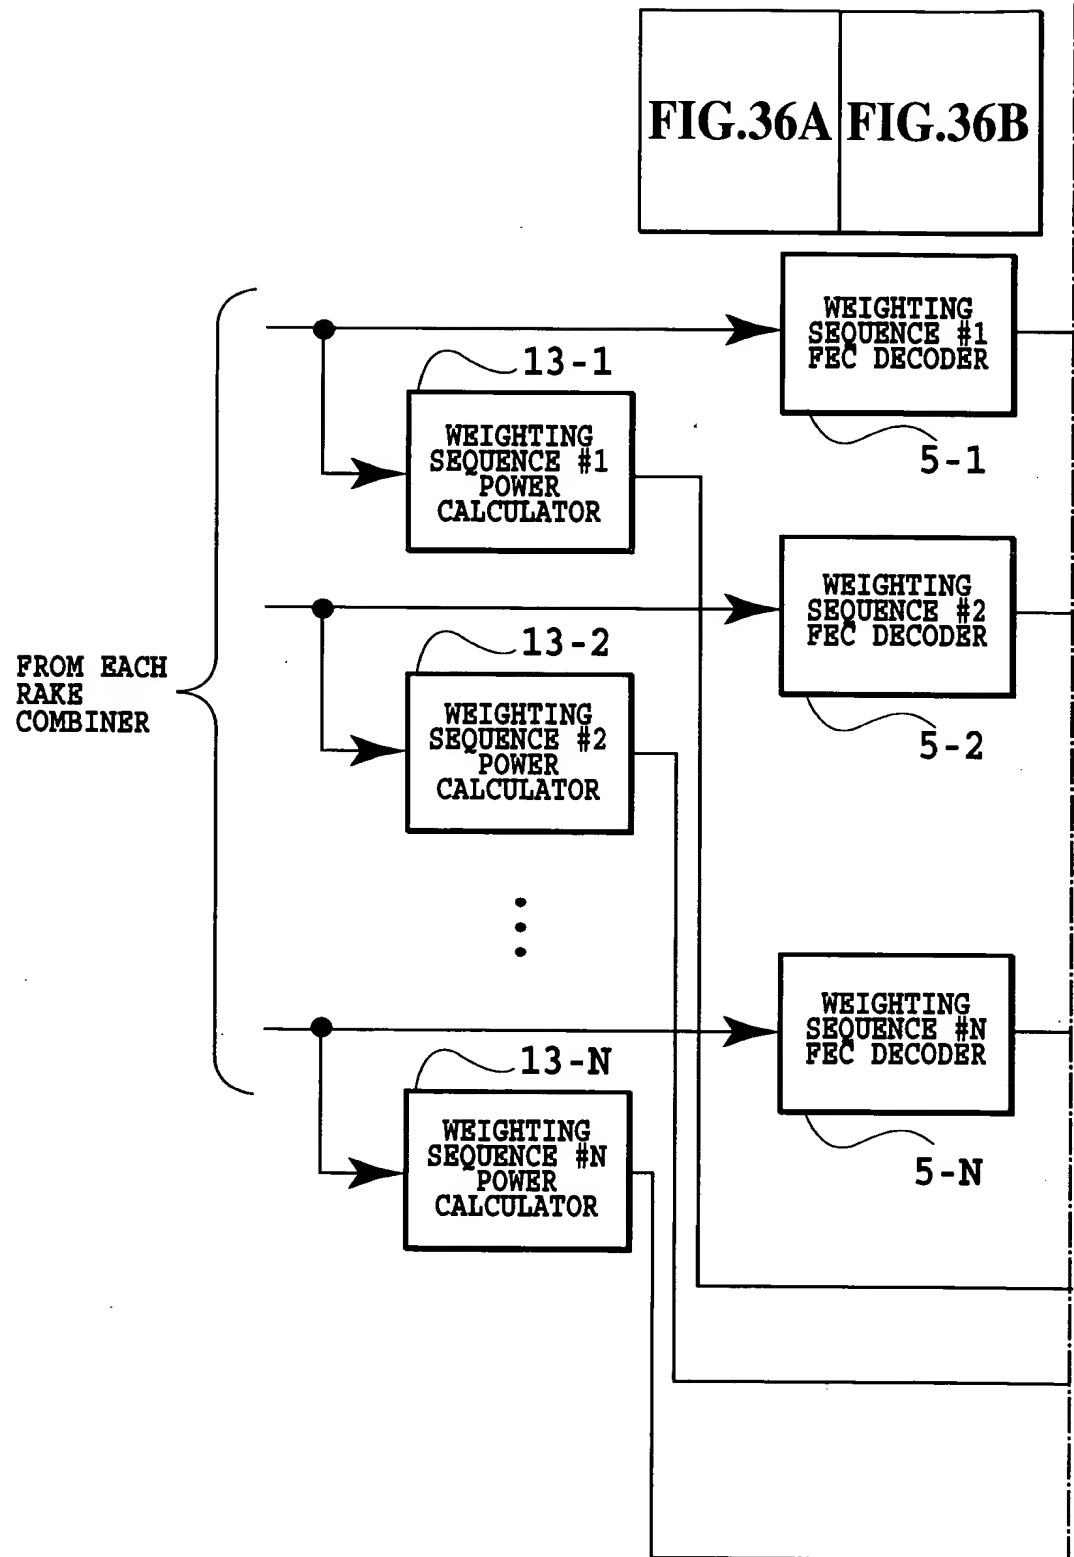 FIG.36A FIG.36B
WEIGHTING
SEQUENCE #1
FEC DECODER
5-1
13-1
WEIGHTING
SEQUENCE #1
POWER
CALCULATOR
WEIGHTING
SEQUENCE #2
FEC DECODER
5-2
13-2
WEIGHTING
SEQUENCE #2
POWER
CALCULATOR
FROM EACH
RAKE
COMBINER
WEIGHTING
SEQUENCE #N
FEC DECODER
5-N
13-N
WEIGHTING
SEQUENCE #N
POWER
CALCULATOR